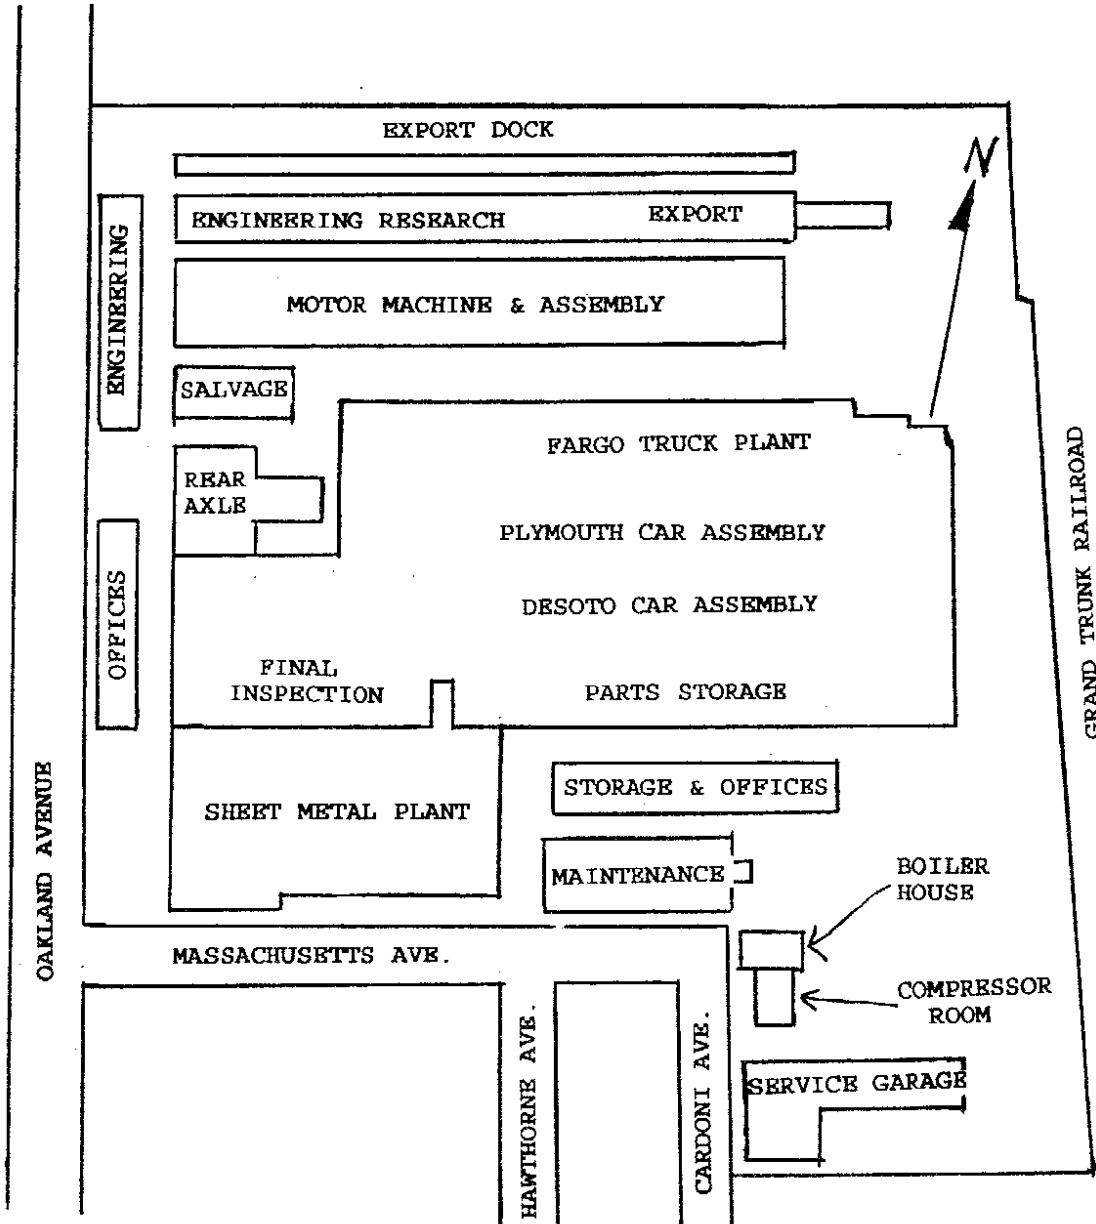 EXPORT DOCK
N
ENGINEERING RESEARCH
EXPORT
ENGINEERING
MOTOR MACHINE & ASSEMBLY
SALVAGE
FARGO TRUCK PLANT
REAR
AXLE
PLYMOUTH CAR ASSEMBLY
GRAND TRUNK RAILROAD
OFFICES
DESOTO CAR ASSEMBLY
FINAL
INSPECTION
PARTS STORAGE
STORAGE & OFFICES
SHEET METAL PLANT
OAKLAND AVENUE
MAINTENANCE
BOILER
HOUSE
MASSACHUSETTS AVE.
COMPRESSOR
ROOM
HAWTHORNE AVE.
CARDONI AVE.
SERVICE GARAGE